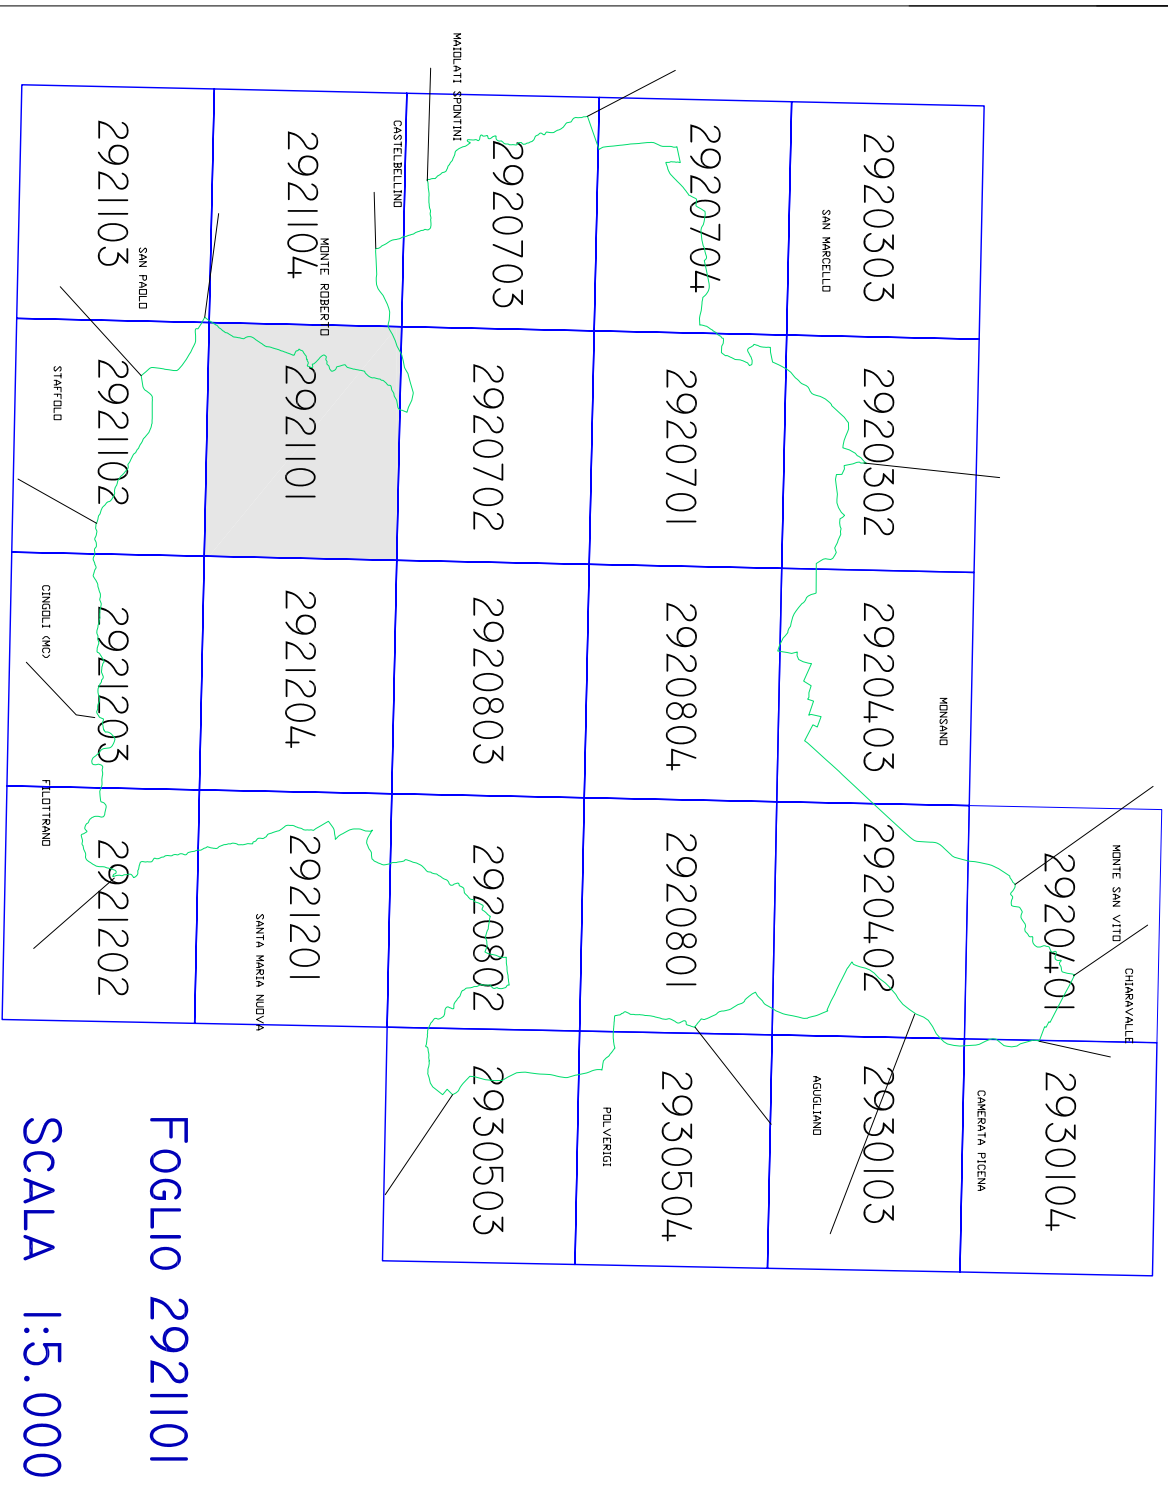 CHIARAVALLE
MONTE SAN VITO
2920401
2930104
CAMERATA PICENA
MONSANO
2920303
2920302
2920403
2920402
2930103
SAN MARCELLO
AGUGLIANO
2920704
2920701
2920804
2920801
2930504
POLVERIGI
2920703
2920702
2920803
2920802
2930503
MAIOLATI SPONTINI
CASTELBELLINO
MONTE ROBERTO
2921104
2921101
2921204
2921201
SANTA MARIA NUOVA
SAN PAOLO
2921103
2921102
2921203
2921202
STAFFOLO
CINGOLI (MC)
FILOTTRANO
FOGLIO 2921101
SCALA 1:5.000